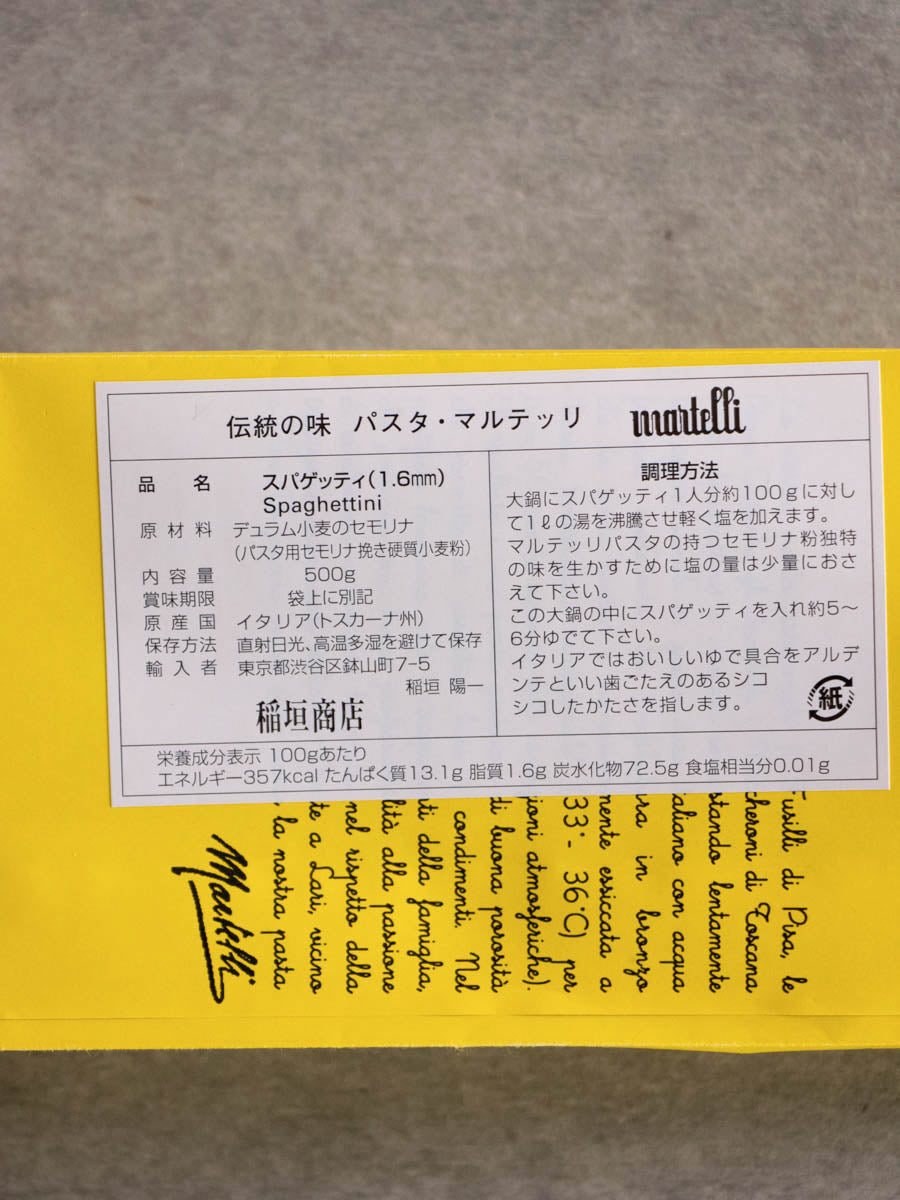 伝統の味 パスタ・マルテッリ martelli
品名 スパゲッティ(1.6mm)
Spaghettini
原材料 デュラム小麦のセモリナ
(パスタ用セモリナ挽き硬質小麦粉)
内容量 500g
賞味期限 袋上に別記
原産国 イタリア(トスカーナ州)
保存方法 直射日光、高温多湿を避けて保存
輸入者 東京都渋谷区鉢山町7-5
稲垣 陽一
稲垣商店
調理方法
大鍋にスパゲッティ1人分約100gに対し
て1ℓの湯を沸騰させ軽く塩を加えます。
マルテッリパスタの持つセモリナ粉独特
の味を生かすために塩の量は少量におさ
えて下さい。
この大鍋の中にスパゲッティを入れ約5〜
6分ゆでて下さい。
イタリアではおいしいゆで具合をアルデ
ンテといい歯ごたえのあるシコ
シコしたかたさを指します。
紙
栄養成分表示 100gあたり
エネルギー357kcal たんぱく質13.1g 脂質1.6g 炭水化物72.5g 食塩相当分0.01g
Fusilli di Pisa, le
cheroni di Toscana
stando lentamente
taliano con acqua
ra in bronzo
mente essiccata a
33°- 36°C) per
zioni atmosferiche).
di buona porosità
condimenti. Nel
ti della famiglia,
lità alla passione
nel rispetto della
te a Lari, vicino
la nostra pasta
Martelli